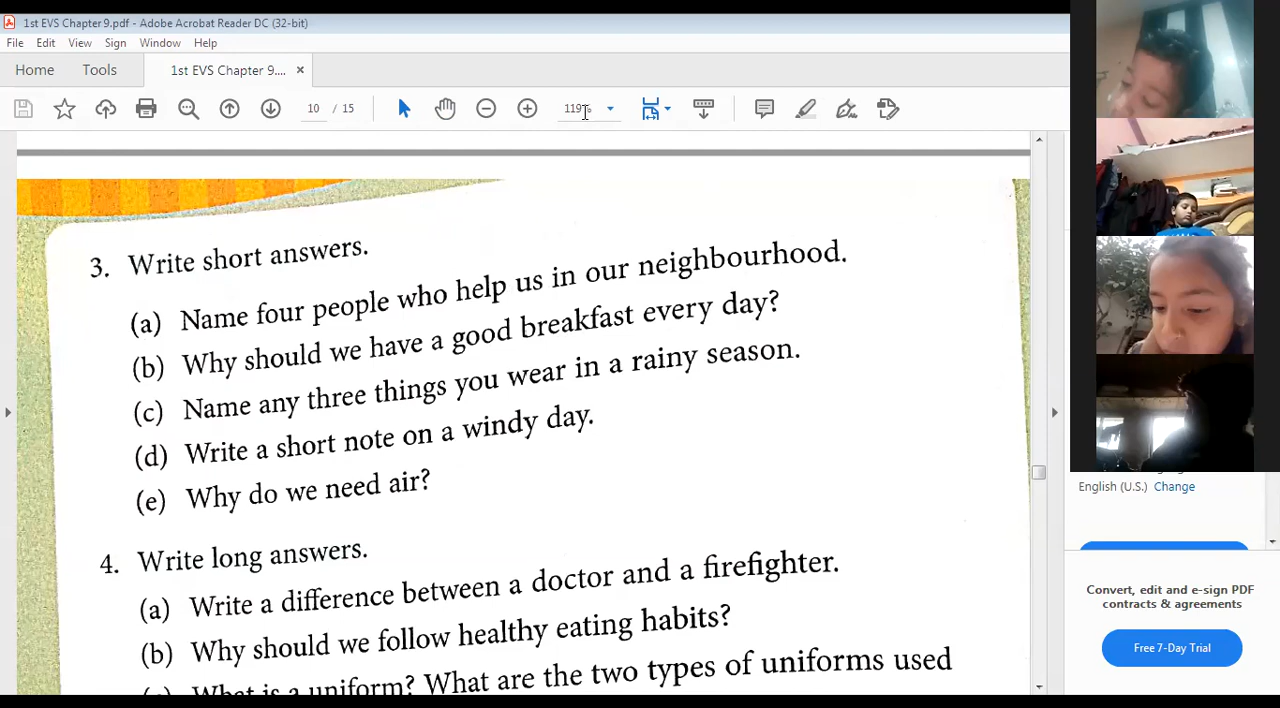 1st EVS Chapter 9.pdf - Adobe Acrobat Reader DC (32-bit)
File Edit View Sign Window Help
Home Tools 1st EVS Chapter 9.... ×
10 / 15 119%
3. Write short answers.
(a) Name four people who help us in our neighbourhood.
(b) Why should we have a good breakfast every day?
(c) Name any three things you wear in a rainy season.
(d) Write a short note on a windy day.
(e) Why do we need air?
4. Write long answers.
(a) Write a difference between a doctor and a firefighter.
(b) Why should we follow healthy eating habits?
What is a uniform? What are the two types of uniforms used
English (U.S.) Change
Convert, edit and e-sign PDF
contracts & agreements
Free 7-Day Trial